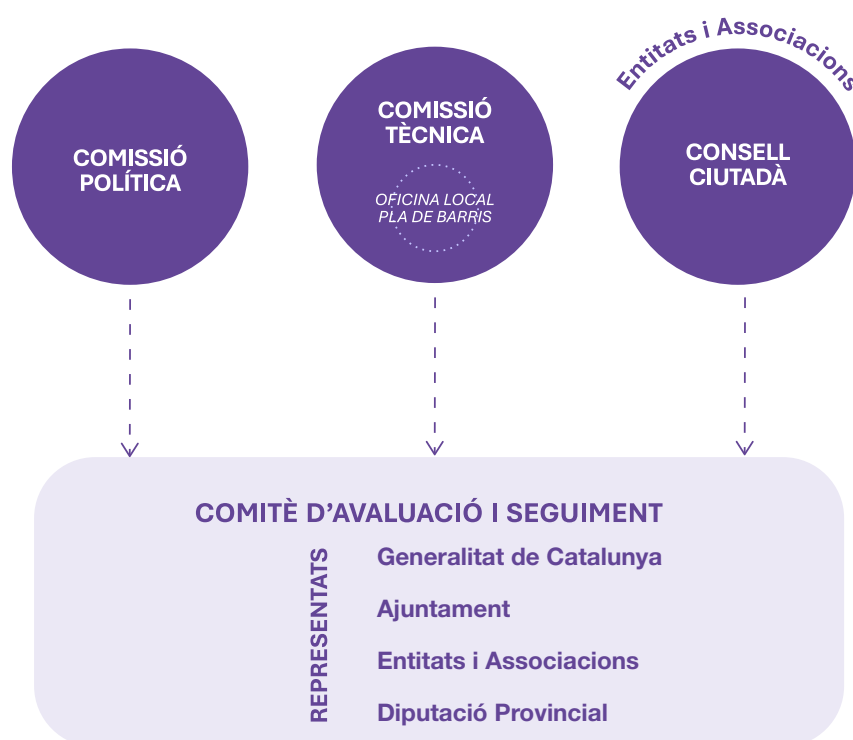 Entitats i Associacions
COMISSIÓ
POLÍTICA
COMISSIÓ
TÈCNICA
OFICINA LOCAL
PLA DE BARRIS
CONSELL
CIUTADÀ
COMITÈ D’AVALUACIÓ I SEGUIMENT
REPRESENTATS
Generalitat de Catalunya
Ajuntament
Entitats i Associacions
Diputació Provincial